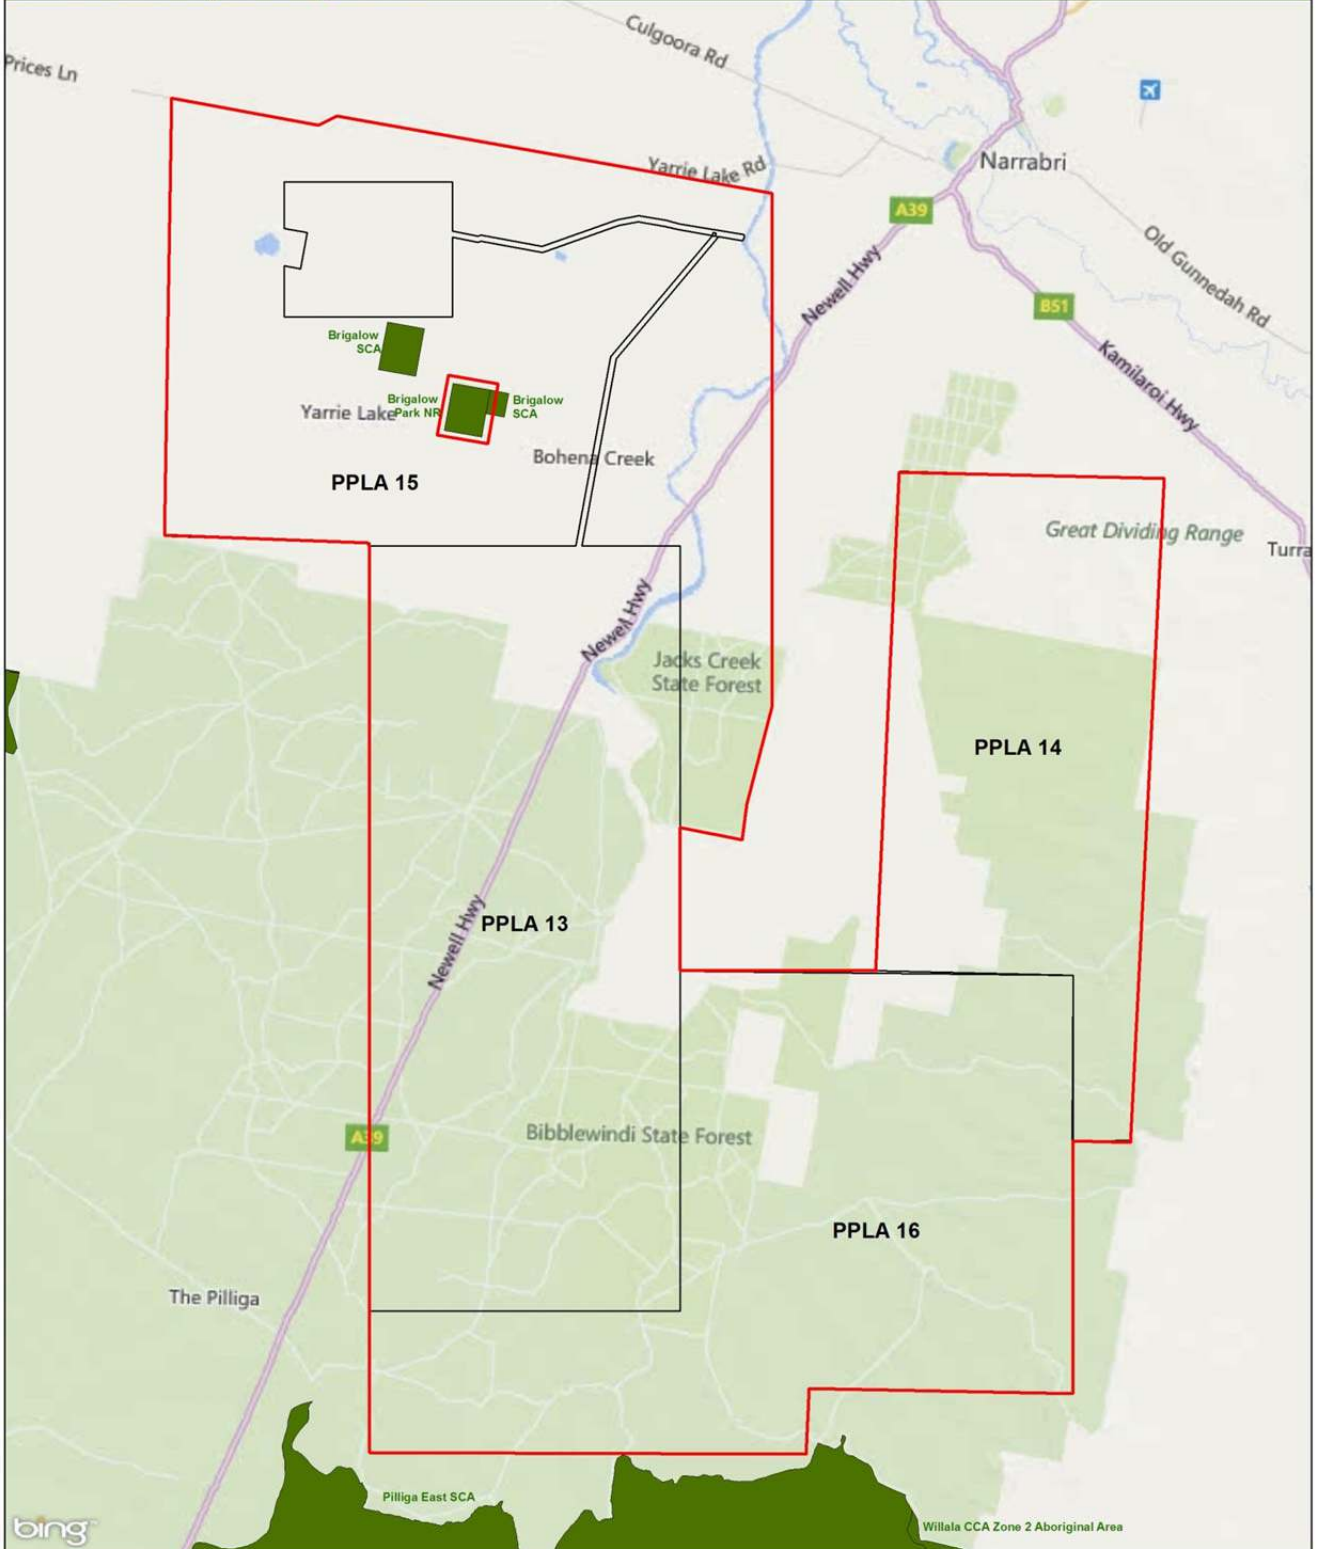 Culgoora Rd
Prices Ln
Yarrie Lake Rd
Narrabri
A39
Old Gunnedah Rd
Newell Hwy
B51
Kamilaroi Hwy
Brigalow
SCA
Brigalow
Park NR
Brigalow
SCA
Yarrie Lake
Bohena Creek
PPLA 15
Great Dividing Range
Turra
Newell Hwy
Jacks Creek
State Forest
PPLA 14
PPLA 13
Newell Hwy
A39
Bibblewindi State Forest
PPLA 16
The Pilliga
Pilliga East SCA
Willala CCA Zone 2 Aboriginal Area
bing